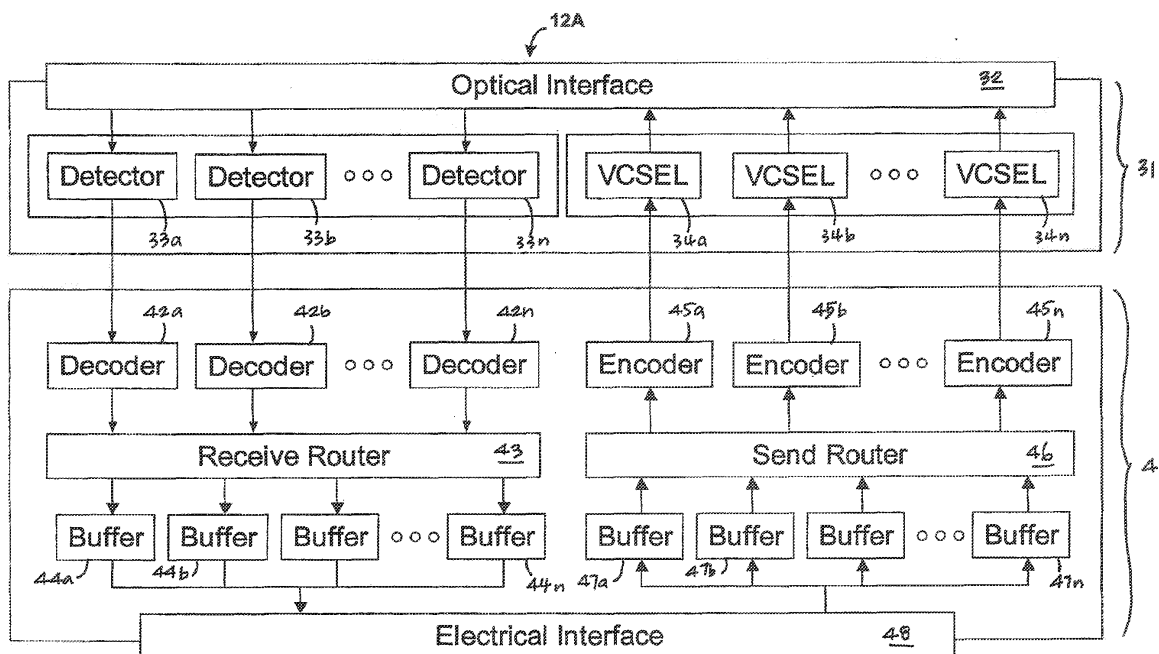 12A
Optical Interface 32
Detector Detector Detector VCSEL VCSEL VCSEL
31
33a 33b 33n 34a 34b 34n
42a 42b 42n 45a 45b 45n
Decoder Decoder Decoder Encoder Encoder Encoder
Receive Router 43 Send Router 46
4
Buffer Buffer Buffer Buffer Buffer Buffer Buffer Buffer
44a 44b 44n 47a 47b 47n
Electrical Interface 48